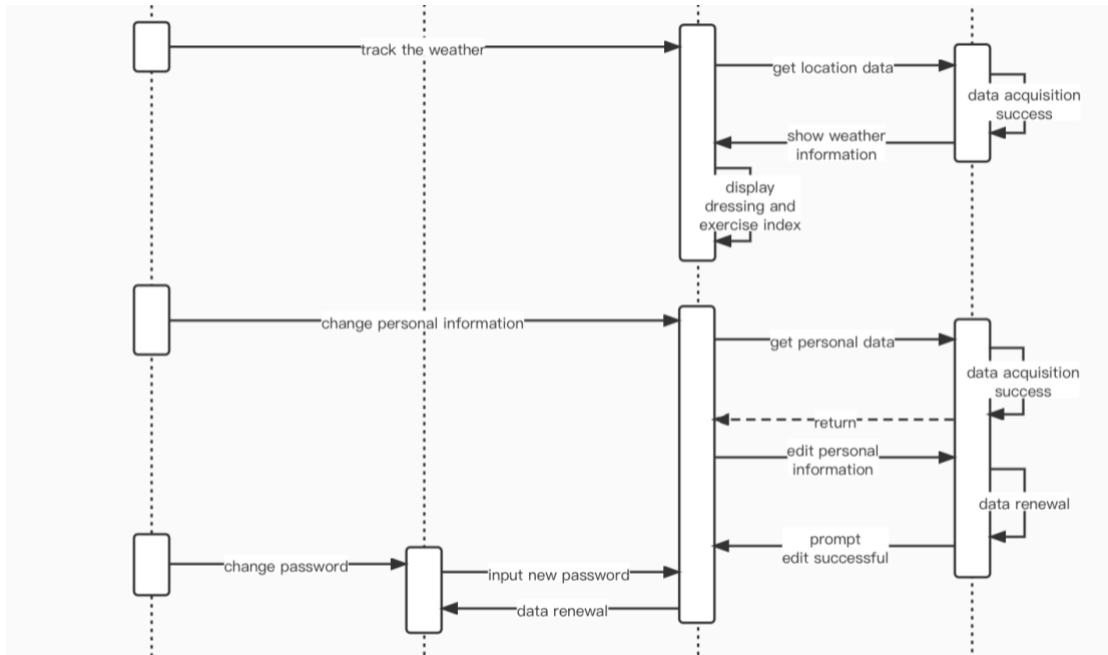 track the weather
get location data
data acquisition
success
show weather
information
display
dressing and
exercise index
change personal information
get personal data
data acquisition
success
return
edit personal
information
data renewal
prompt
edit successful
change password
input new password
data renewal